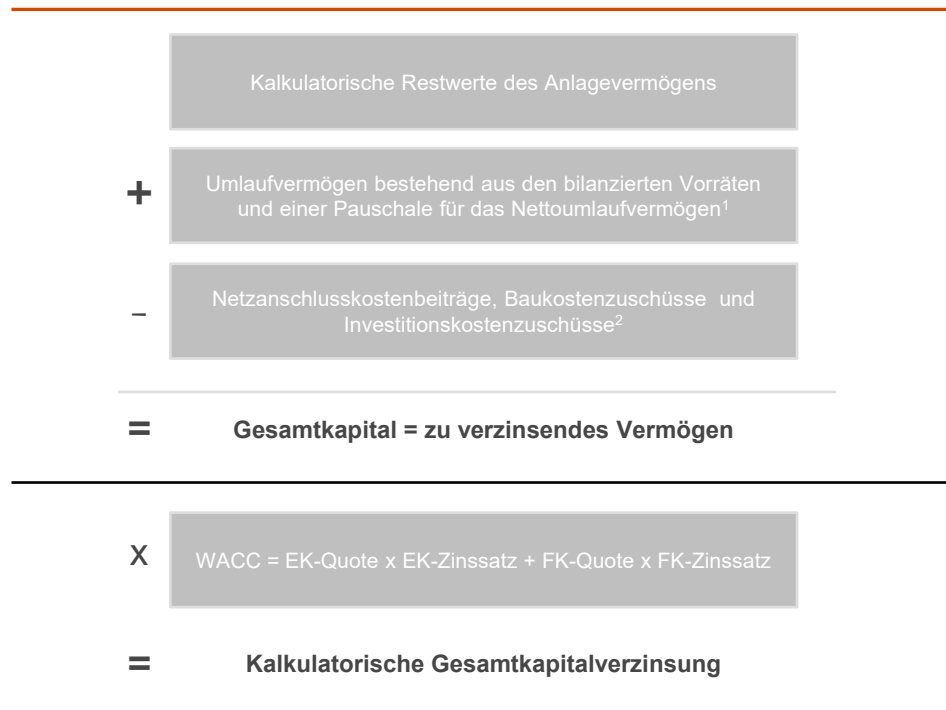 Kalkulatorische Restwerte des Anlagevermögens
+
Umlaufvermögen bestehend aus den bilanzierten Vorräten
und einer Pauschale für das Nettoumlaufvermögen¹
–
Netzanschlusskostenbeiträge, Baukostenzuschüsse und
Investitionskostenzuschüsse²
= Gesamtkapital = zu verzinsendes Vermögen
x WACC = EK-Quote x EK-Zinssatz + FK-Quote x FK-Zinssatz
= Kalkulatorische Gesamtkapitalverzinsung